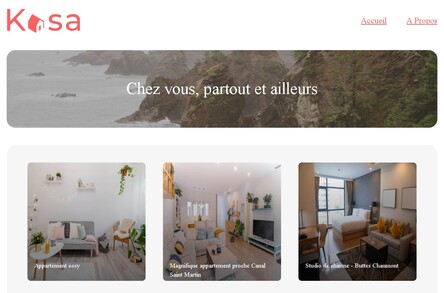 Kasa
Accueil
A Propos
Chez vous, partout et ailleurs
Appartement cosy
Magnifique appartement proche Canal
Saint Martin
Studio de charme - Buttes Chaumont